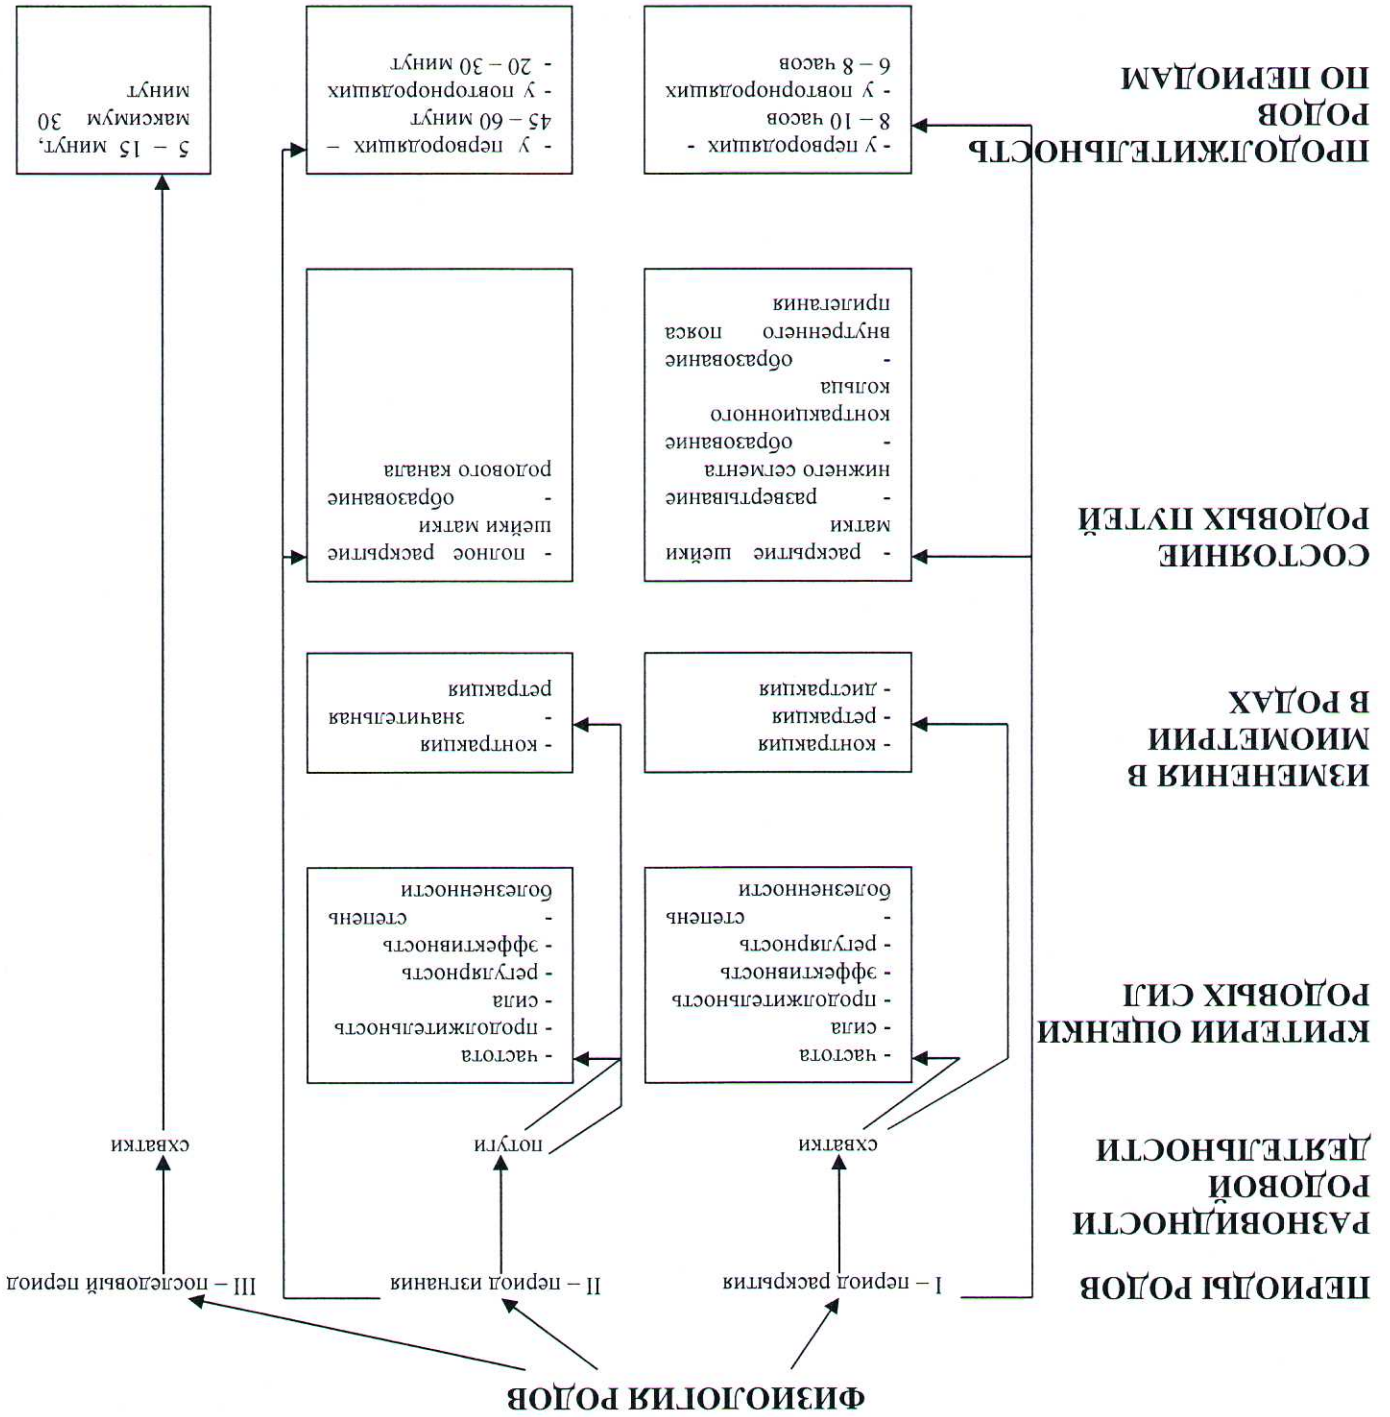 ФИЗИОЛОГИЯ РОДОВ
ПЕРИОДЫ РОДОВ
I – период раскрытия
II – период изгнания
III – последовый период
РАЗНОВИДНОСТИ
РОДОВОЙ
ДЕЯТЕЛЬНОСТИ
схватки
потуги
схватки
КРИТЕРИИ ОЦЕНКИ
РОДОВЫХ СИЛ
- частота
- сила
- продолжительность
- эффективность
- регулярность
- степень
болезненности
- частота
- продолжительность
- сила
- регулярность
- эффективность
- степень
болезненности
ИЗМЕНЕНИЯ В
МИОМЕТРИИ
В РОДАХ
- контракция
- ретракция
- дистракция
- контракция
- значительная
ретракция
СОСТОЯНИЕ
РОДОВЫХ ПУТЕЙ
- раскрытие шейки
матки
- развертывание
нижнего сегмента
- образование
контракционного
кольца
- образование
внутреннего пояса
прилегания
- полное раскрытие
шейки матки
- образование
родового канала
ПРОДОЛЖИТЕЛЬНОСТЬ
РОДОВ
ПО ПЕРИОДАМ
- у первородящих -
8 – 10 часов
- у повторнородящих
6 – 8 часов
- у первородящих –
45 – 60 минут
- у повторнородящих
- 20 – 30 минут
5 – 15 минут,
максимум 30
минут